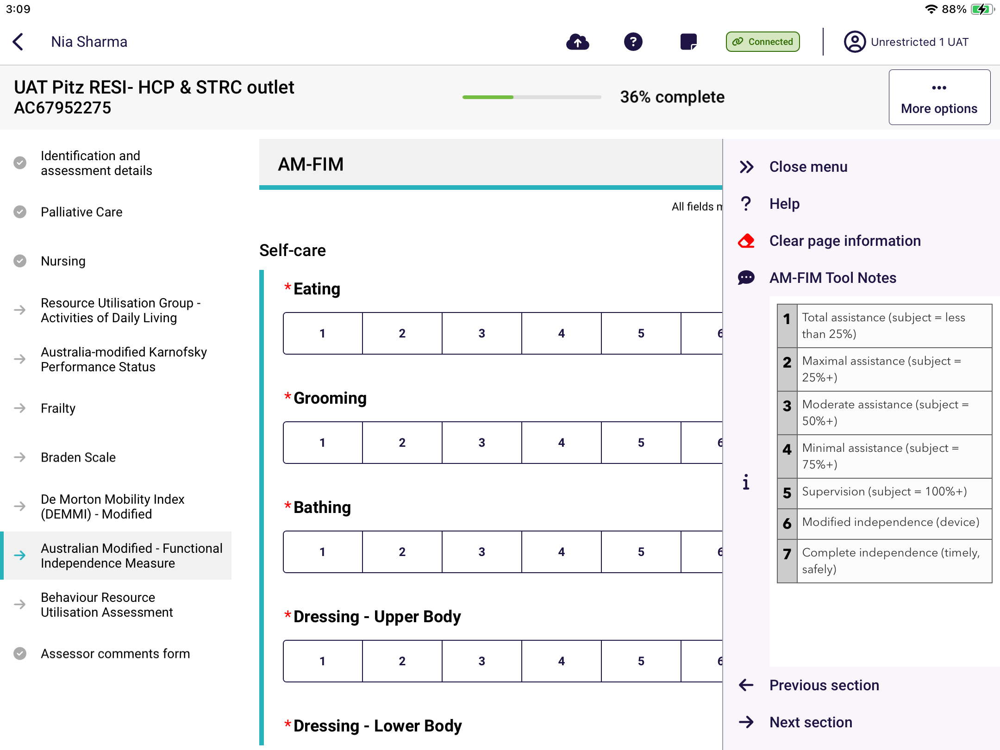 3:09
88%
Nia Sharma
Connected
Unrestricted 1 UAT
UAT Pitz RESI- HCP & STRC outlet
AC67952275
36% complete
More options
Identification and
assessment details
Palliative Care
Nursing
Resource Utilisation Group -
Activities of Daily Living
Australia-modified Karnofsky
Performance Status
Frailty
Braden Scale
De Morton Mobility Index
(DEMMI) - Modified
Australian Modified - Functional
Independence Measure
Behaviour Resource
Utilisation Assessment
Assessor comments form
AM-FIM
All fields
Self-care
*Eating
1 2 3 4 5 6
*Grooming
1 2 3 4 5 6
*Bathing
1 2 3 4 5 6
*Dressing - Upper Body
1 2 3 4 5 6
*Dressing - Lower Body
Close menu
Help
Clear page information
AM-FIM Tool Notes
1 Total assistance (subject = less
than 25%)
2 Maximal assistance (subject =
25%+)
3 Moderate assistance (subject =
50%+)
4 Minimal assistance (subject =
75%+)
5 Supervision (subject = 100%+)
6 Modified independence (device)
7 Complete independence (timely,
safely)
Previous section
Next section